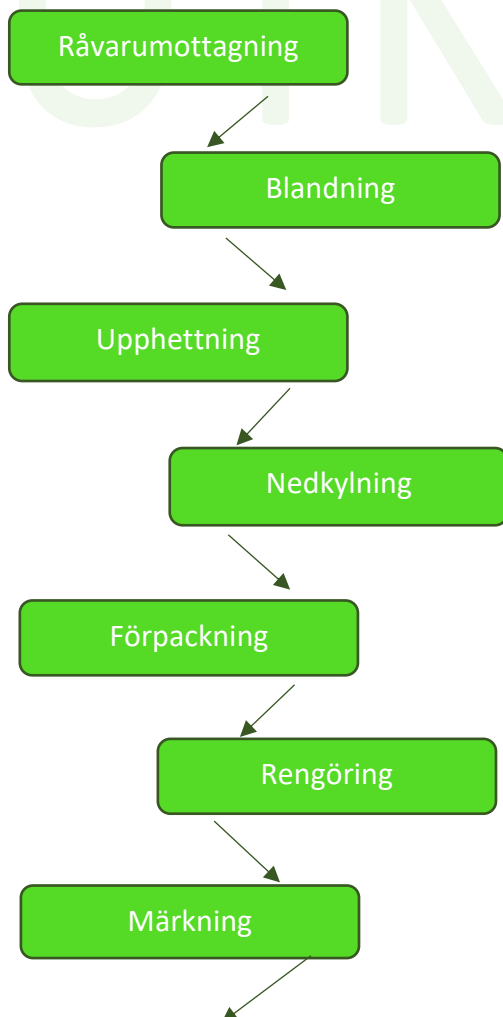 Råvarumottagning
Blandning
Upphettning
Nedkylning
Förpackning
Rengöring
Märkning